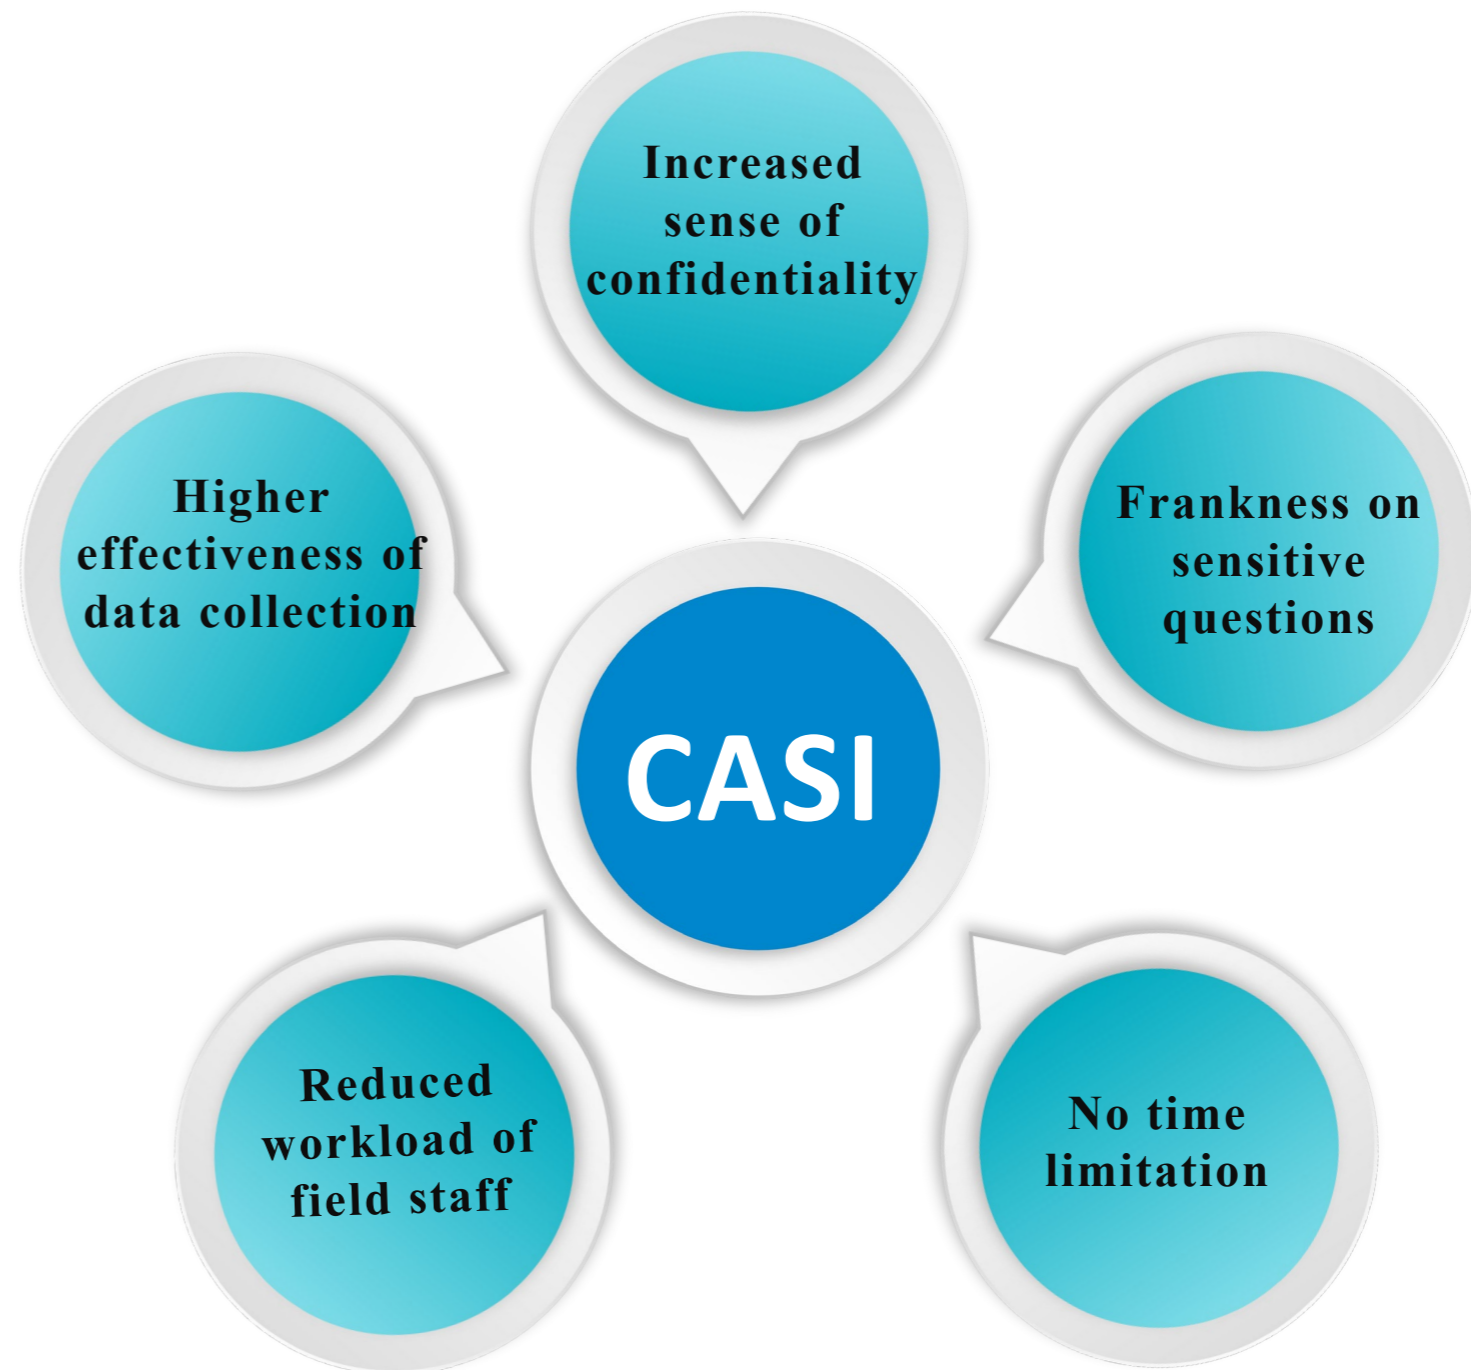 Increased
sense of
confidentiality
Higher
effectiveness of
data collection
Frankness on
sensitive
questions
CASI
Reduced
workload of
field staff
No time
limitation